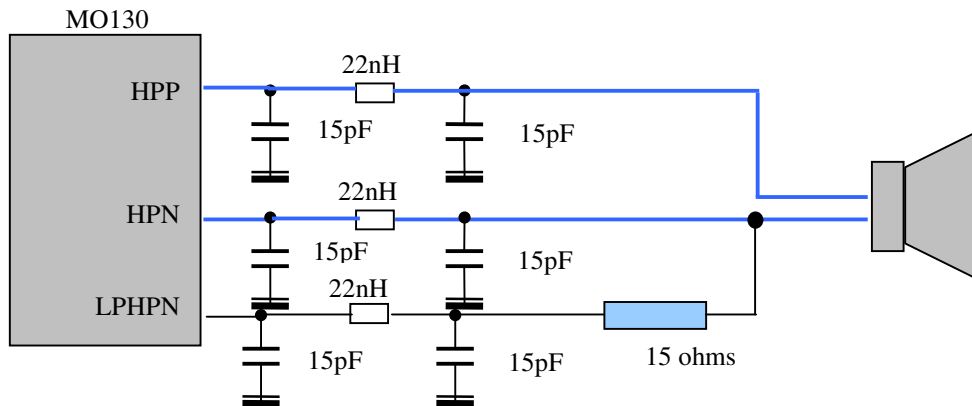 MO130
22nH
HPP
15pF
15pF
22nH
HPN
15pF
15pF
22nH
LPHPN
15pF
15pF
15 ohms